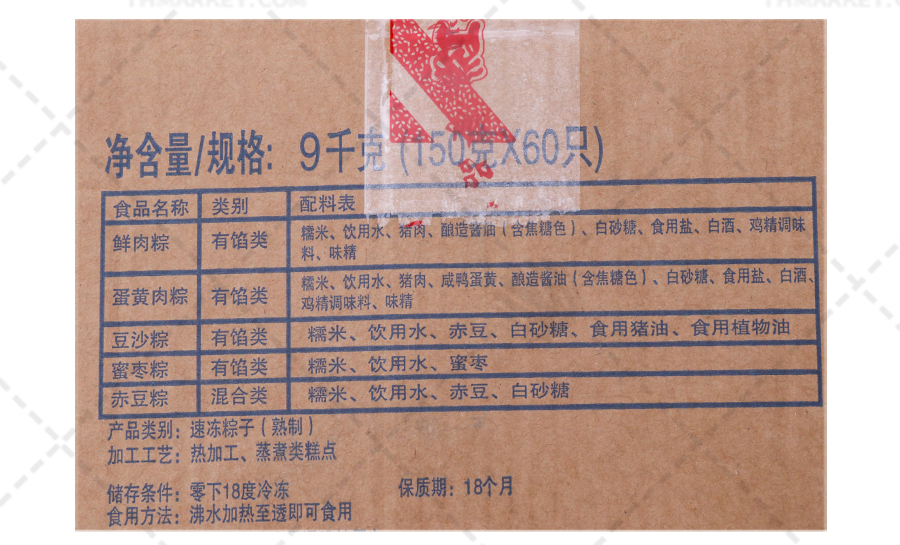 净含量/规格: 9千克(150克X60只)
食品名称 类别 配料表
鲜肉粽 有馅类 糯米、饮用水、猪肉、酿造酱油(含焦糖色)、白砂糖、食用盐、白酒、鸡精调味
料、味精
蛋黄肉粽 有馅类 糯米、饮用水、猪肉、咸鸭蛋黄、酿造酱油(含焦糖色)、白砂糖、食用盐、白酒、
鸡精调味料、味精
豆沙粽 有馅类 糯米、饮用水、赤豆、白砂糖、食用猪油、食用植物油
蜜枣粽 有馅类 糯米、饮用水、蜜枣
赤豆粽 混合类 糯米、饮用水、赤豆、白砂糖
产品类别: 速冻粽子(熟制)
加工工艺: 热加工、蒸煮类糕点
储存条件: 零下18度冷冻 保质期: 18个月
食用方法: 沸水加热至透即可食用